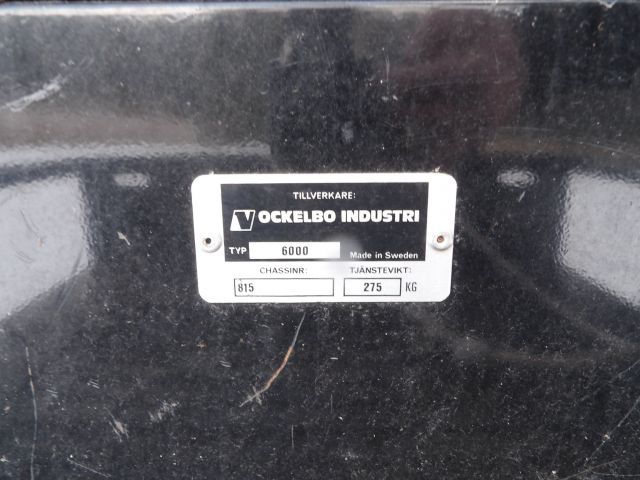 TILLVERKARE:
VOCKELBO INDUSTRI
TYP 6000 Made in Sweden
CHASSINR: TJÄNSTEVIKT:
815 275 KG